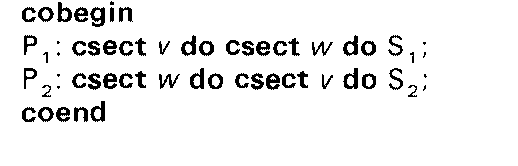 cobegin
P₁: csect v do csect w do S₁;
P₂: csect w do csect v do S₂;
coend